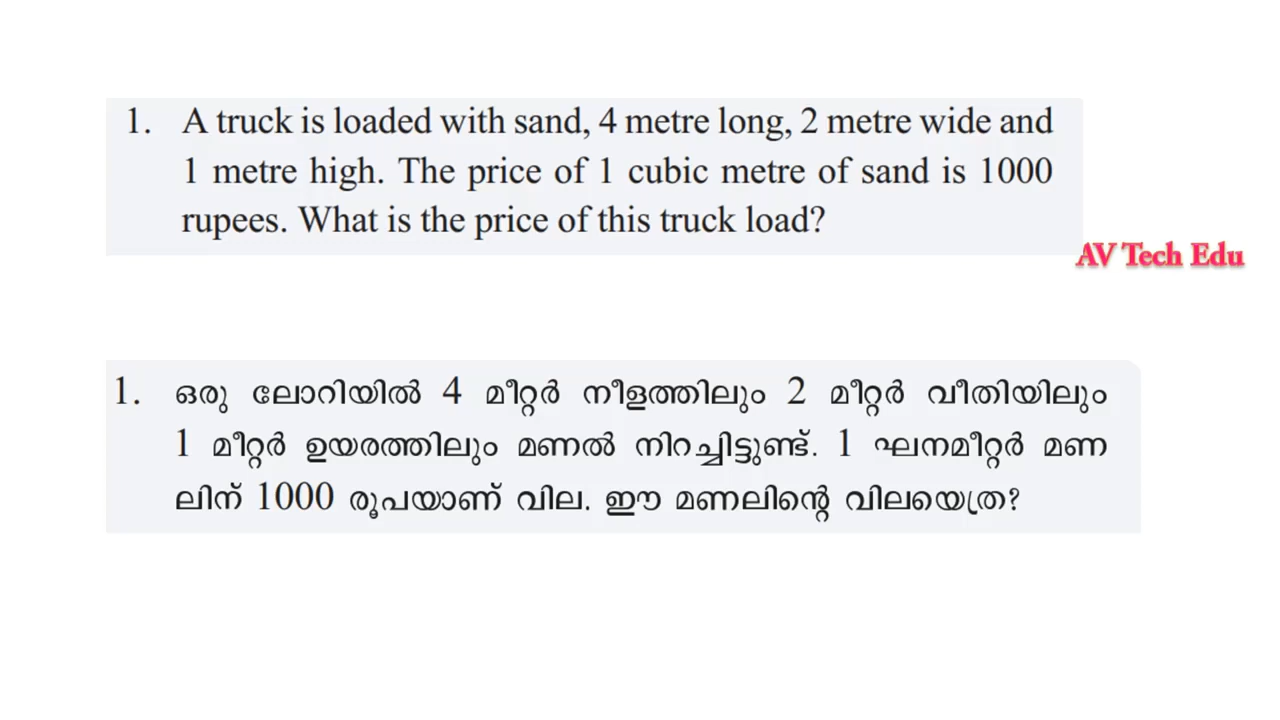 1. A truck is loaded with sand, 4 metre long, 2 metre wide and
1 metre high. The price of 1 cubic metre of sand is 1000
rupees. What is the price of this truck load?
AV Tech Edu
1. ഒരു ലോറിയിൽ 4 മീറ്റർ നീളത്തിലും 2 മീറ്റർ വീതിയിലും
1 മീറ്റർ ഉയരത്തിലും മണൽ നിറച്ചിട്ടുണ്ട്. 1 ഘനമീറ്റർ മണ
ലിന് 1000 രൂപയാണ് വില. ഈ മണലിന്റെ വിലയെത്ര?